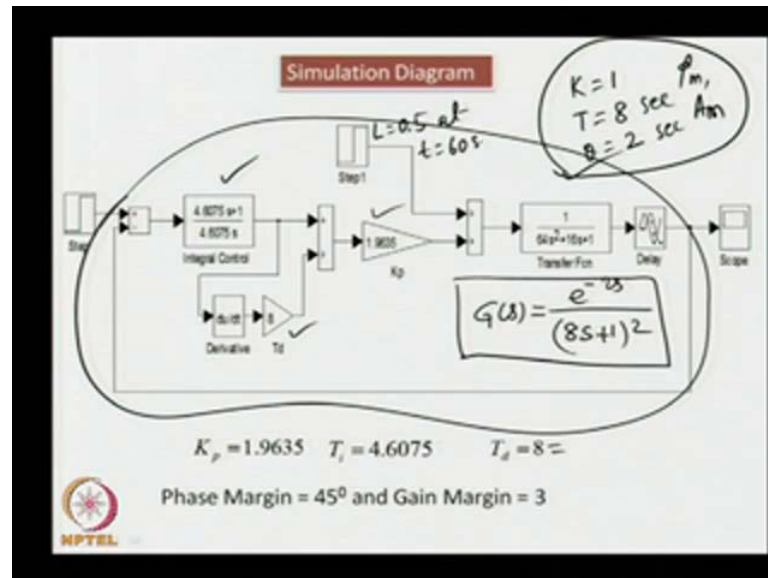 Simulation Diagram
K = 1 φm,
T = 8 sec Am
θ = 2 sec
L = 0.5 at
t = 60 s
Step1
Step
4.6075 s+1
4.6075 s
Integral Control
1.9635
Kp
1
64s²+16s+1
Transfer Fcn
Delay
Scope
du/dt
Derivative
8
Td
G(s) = e^-2s
(8s+1)²
Kp = 1.9635 Ti = 4.6075 Td = 8 =
Phase Margin = 45⁰ and Gain Margin = 3
NPTEL